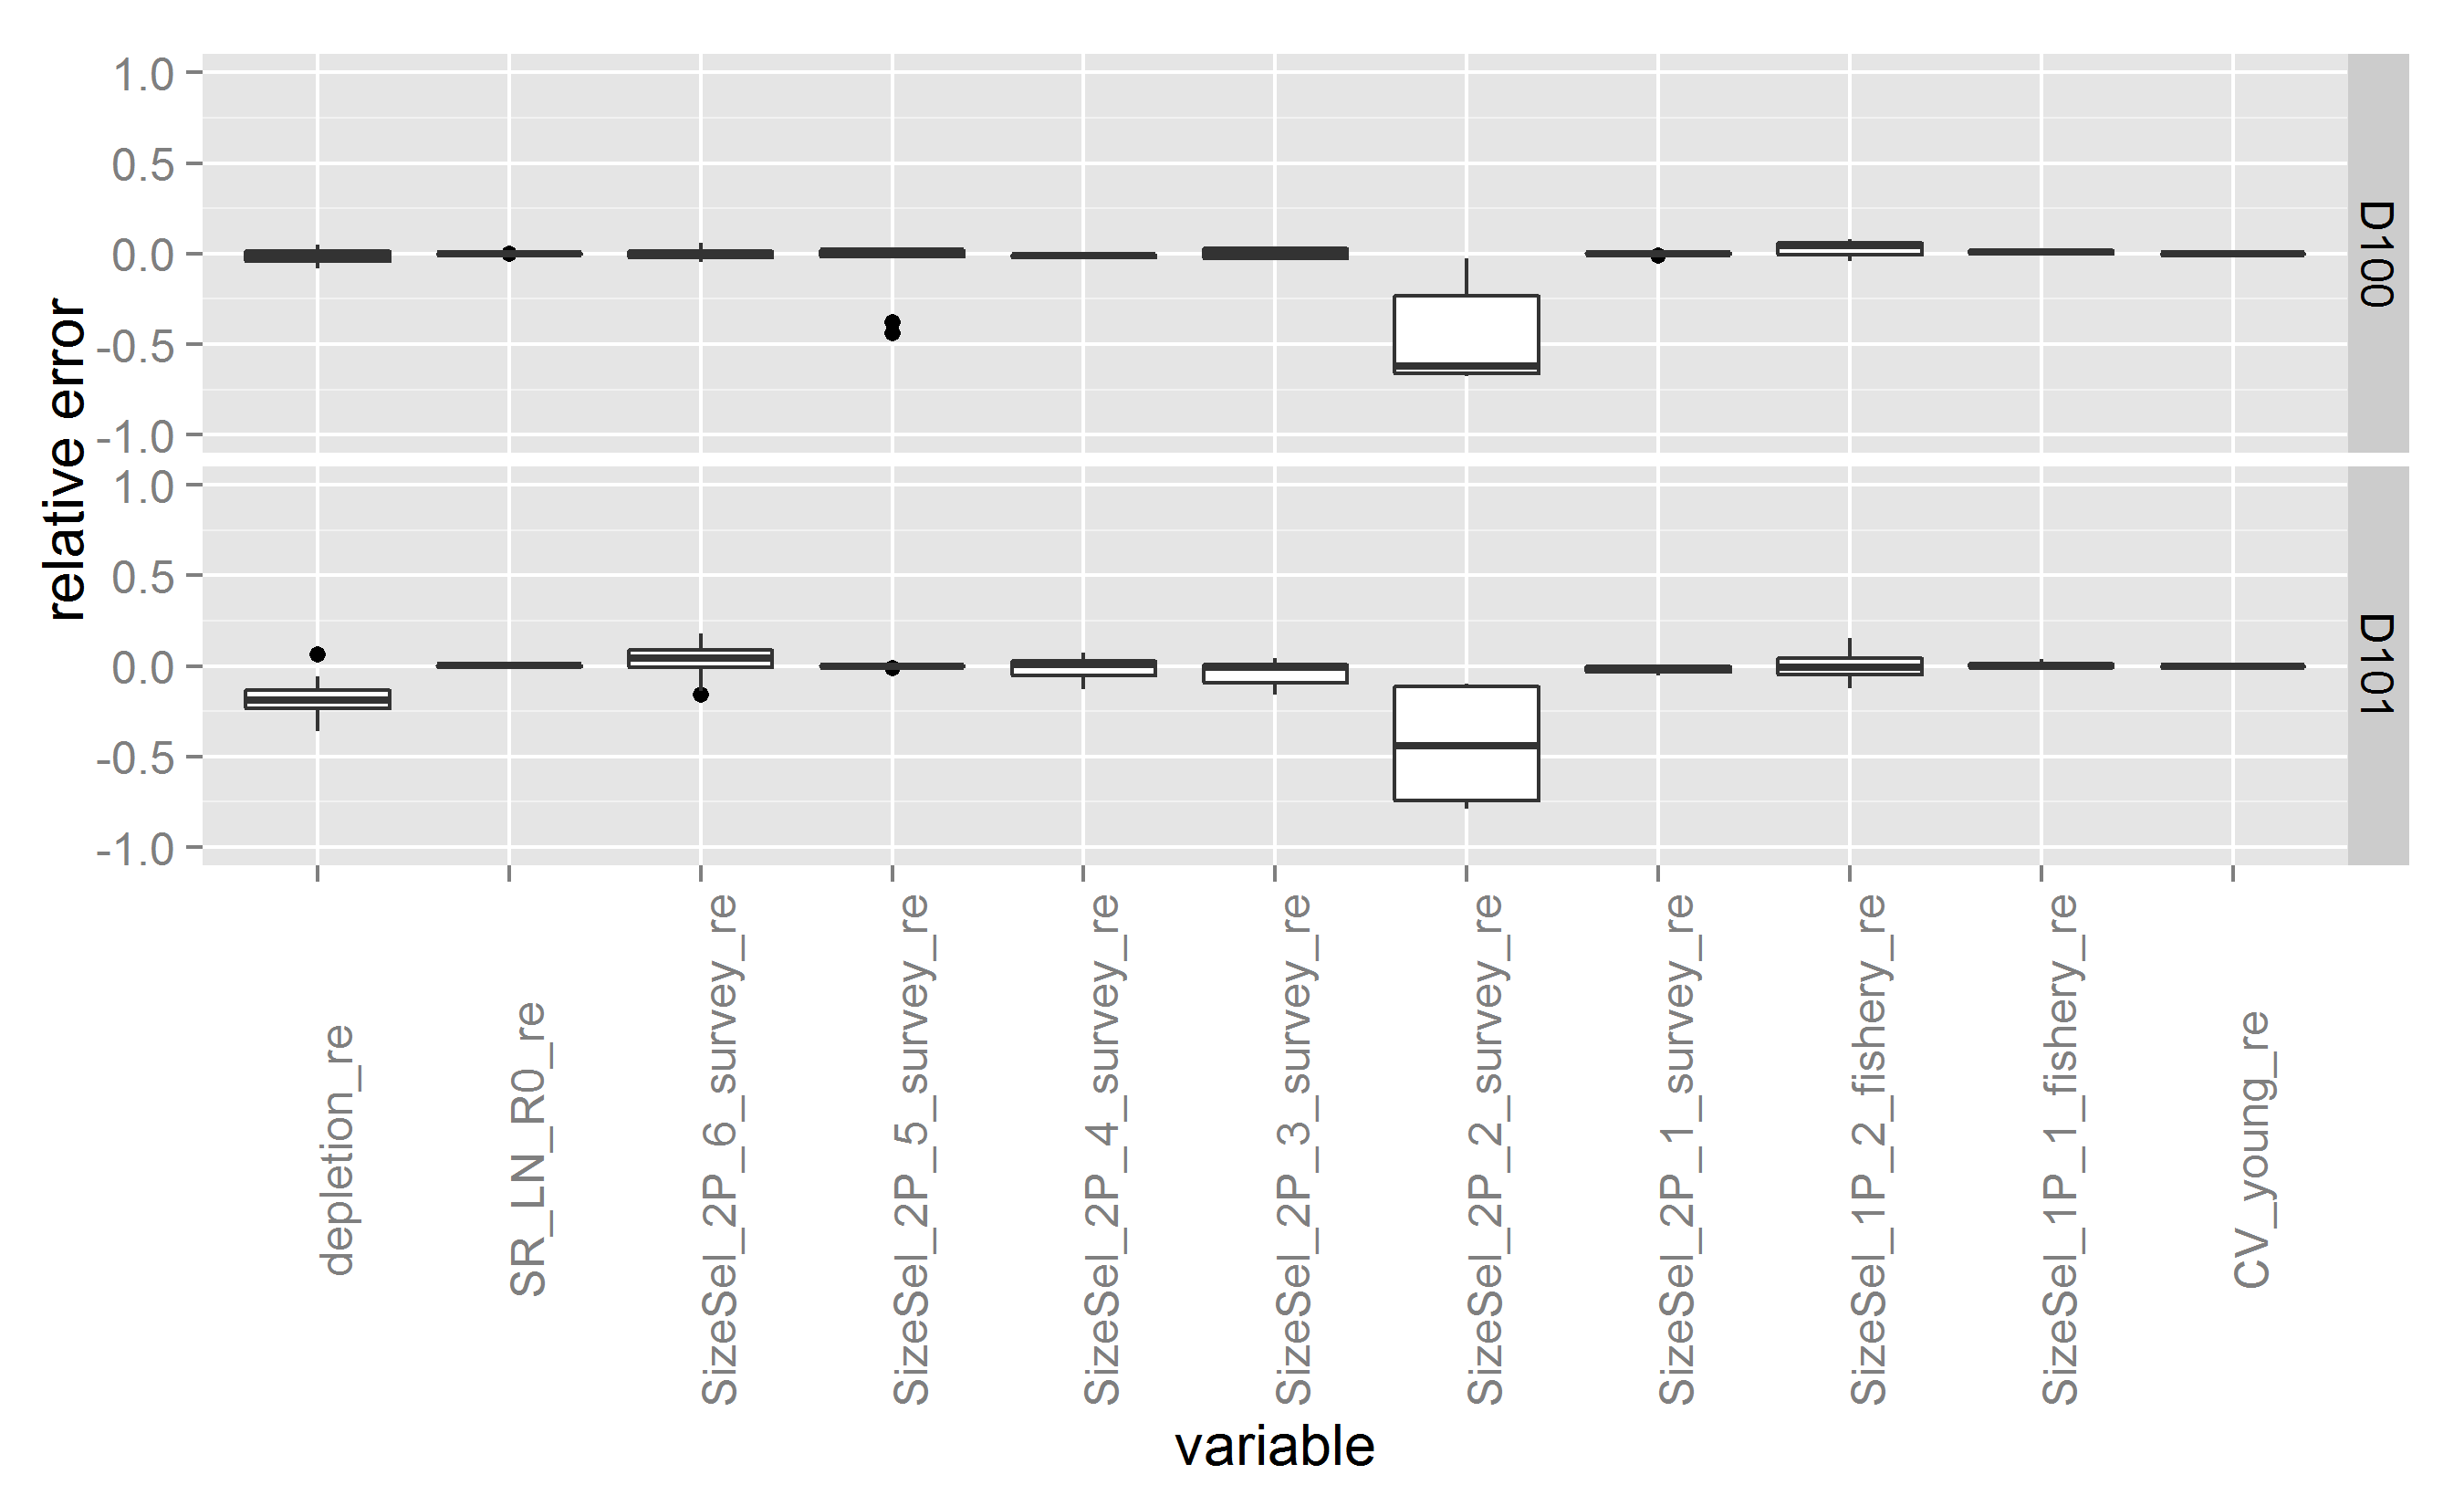 relative error
1.0
0.5
0.0
-0.5
-1.0
D100
1.0
0.5
0.0
-0.5
-1.0
D101
depletion_re
SR_LN_R0_re
SizeSel_2P_6_survey_re
SizeSel_2P_5_survey_re
SizeSel_2P_4_survey_re
SizeSel_2P_3_survey_re
SizeSel_2P_2_survey_re
SizeSel_2P_1_survey_re
SizeSel_1P_2_fishery_re
SizeSel_1P_1_fishery_re
CV_young_re
variable